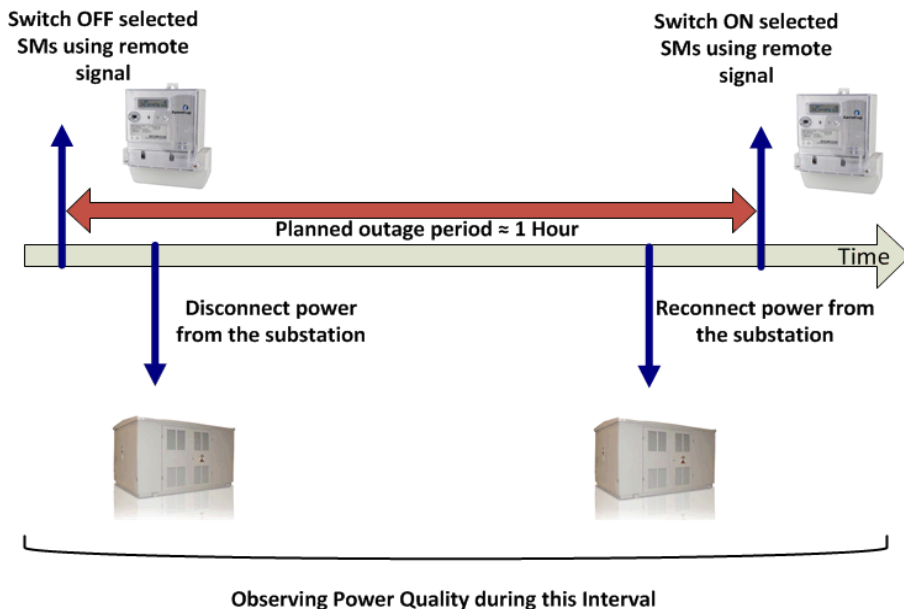 Switch OFF selected
SMs using remote
signal
Switch ON selected
SMs using remote
signal
Planned outage period ≈ 1 Hour
Time
Disconnect power
from the substation
Reconnect power from
the substation
Observing Power Quality during this Interval